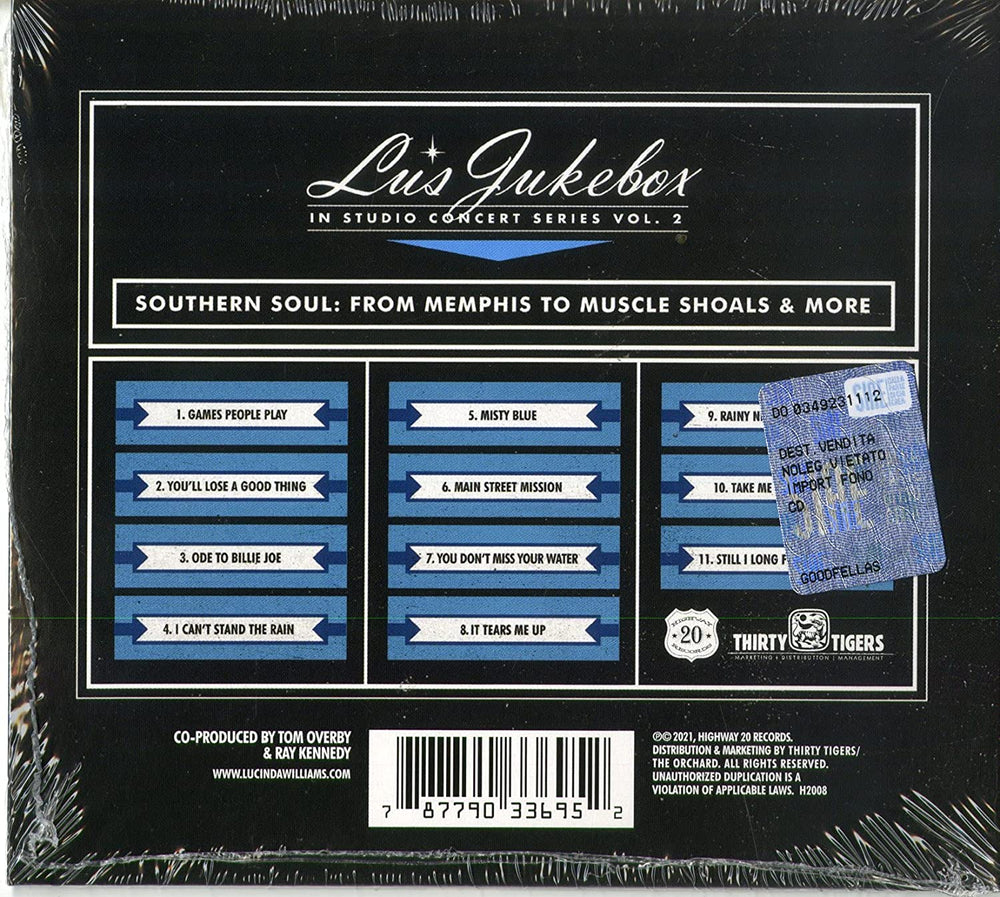 Lu's Jukebox
IN STUDIO CONCERT SERIES VOL. 2
SOUTHERN SOUL: FROM MEMPHIS TO MUSCLE SHOALS & MORE
1. GAMES PEOPLE PLAY
2. YOU'LL LOSE A GOOD THING
3. ODE TO BILLIE JOE
4. I CAN'T STAND THE RAIN
5. MISTY BLUE
6. MAIN STREET MISSION
7. YOU DON'T MISS YOUR WATER
8. IT TEARS ME UP
9. RAINY
10. TAKE ME
11. STILL I LONG
DO 0349231112
SIAE
DEST.VENDITA
NOLEG.VIETATO
IMPORT FONO
CD
GOODFELLAS
HIGHWAY
20
RECORDS
THIRTY TIGERS
MARKETING | DISTRIBUTION | MANAGEMENT
CO-PRODUCED BY TOM OVERBY
& RAY KENNEDY
WWW.LUCINDAWILLIAMS.COM
7 87790 33695 2
℗© 2021, HIGHWAY 20 RECORDS.
DISTRIBUTION & MARKETING BY THIRTY TIGERS/
THE ORCHARD. ALL RIGHTS RESERVED.
UNAUTHORIZED DUPLICATION IS A
VIOLATION OF APPLICABLE LAWS. H2008